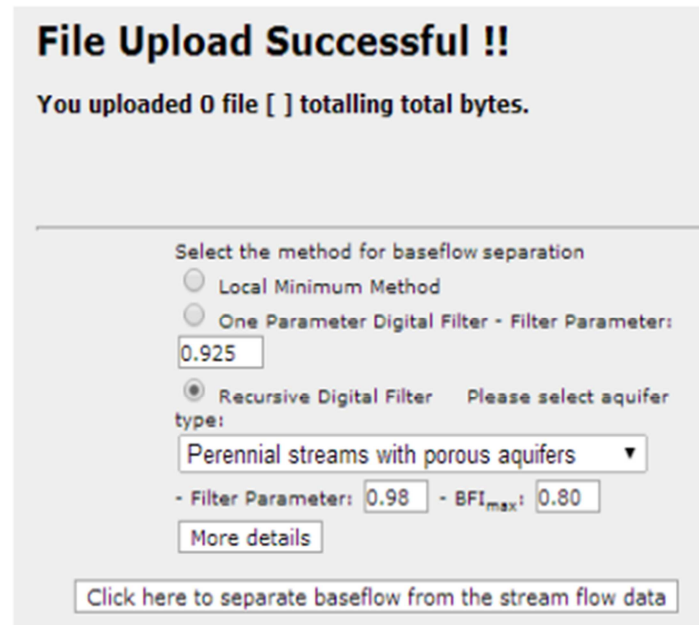 File Upload Successful !!
You uploaded 0 file [ ] totalling total bytes.
Select the method for baseflow separation
Local Minimum Method
One Parameter Digital Filter - Filter Parameter:
0.925
Recursive Digital Filter Please select aquifer
type:
Perennial streams with porous aquifers
- Filter Parameter: 0.98 - BFImax: 0.80
More details
Click here to separate baseflow from the stream flow data